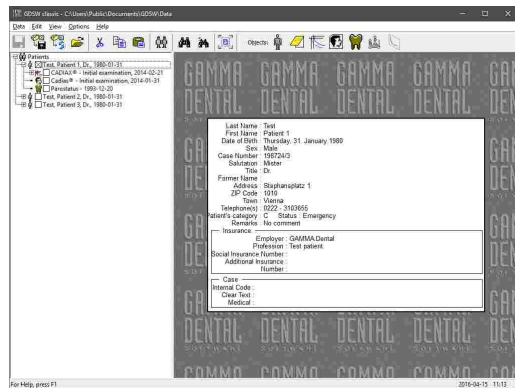 GDSW classic - C:\Users\Public\Documents\GDSW\Data
Data Edit View Options Help
Objects:
Patients
Test, Patient 1, Dr., 1980-01-31
CADIAX® - Initial examination, 2014-02-21
Cadias® - Initial examination, 2014-01-31
Parostatus - 1993-12-20
Test, Patient 2, Dr., 1980-01-31
Test, Patient 3, Dr., 1980-01-31
GAMMA DENTAL SOFTWARE
Last Name : Test
First Name : Patient 1
Date of Birth : Thursday, 31. January 1980
Sex : Male
Case Number : 196724/3
Salutation : Mister
Title : Dr.
Former Name :
Address : Stephansplatz 1
ZIP Code : 1010
Town : Vienna
Telephone(s) : 0222 - 3103655
Patient's category : C Status : Emergency
Remarks : No comment
Insurance
Employer : GAMMA Dental
Profession : Test patient
Social Insurance Number :
Additional Insurance :
Number :
Case
Internal Code :
Clear Text :
Medical :
For Help, press F1
2016-04-15 11:13